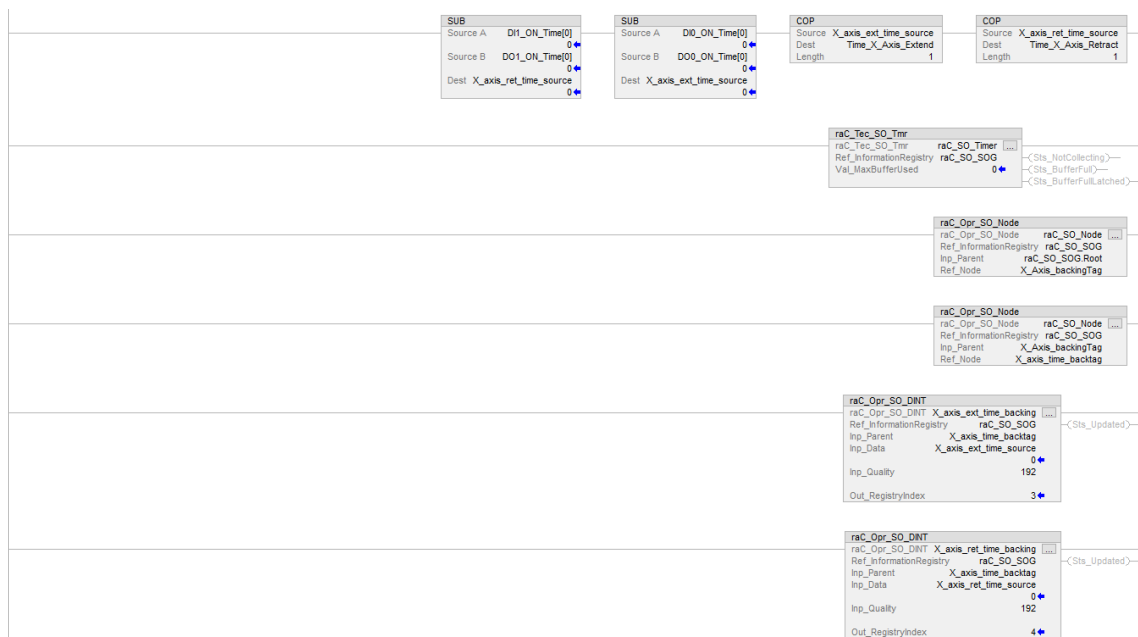 SUB
Source A DI1_ON_Time[0]
0
Source B DO1_ON_Time[0]
0
Dest X_axis_ret_time_source
0
SUB
Source A DI0_ON_Time[0]
0
Source B DO0_ON_Time[0]
0
Dest X_axis_ext_time_source
0
COP
Source X_axis_ext_time_source
Dest Time_X_Axis_Extend
Length 1
COP
Source X_axis_ret_time_source
Dest Time_X_Axis_Retract
Length 1
raC_Tec_SO_Tmr
raC_Tec_SO_Tmr raC_SO_Timer ...
Ref_InformationRegistry raC_SO_SOG
Val_MaxBufferUsed 0
Sts_NotCollecting
Sts_BufferFull
Sts_BufferFullLatched
raC_Opr_SO_Node
raC_Opr_SO_Node raC_SO_Node ...
Ref_InformationRegistry raC_SO_SOG
Inp_Parent raC_SO_SOG.Root
Ref_Node X_Axis_backingTag
raC_Opr_SO_Node
raC_Opr_SO_Node raC_SO_Node ...
Ref_InformationRegistry raC_SO_SOG
Inp_Parent X_Axis_backingTag
Ref_Node X_axis_time_backtag
raC_Opr_SO_DINT
raC_Opr_SO_DINT X_axis_ext_time_backing ...
Ref_InformationRegistry raC_SO_SOG
Inp_Parent X_axis_time_backtag
Inp_Data X_axis_ext_time_source
0
Inp_Quality 192
Out_RegistryIndex 3
Sts_Updated
raC_Opr_SO_DINT
raC_Opr_SO_DINT X_axis_ret_time_backing ...
Ref_InformationRegistry raC_SO_SOG
Inp_Parent X_axis_time_backtag
Inp_Data X_axis_ret_time_source
0
Inp_Quality 192
Out_RegistryIndex 4
Sts_Updated